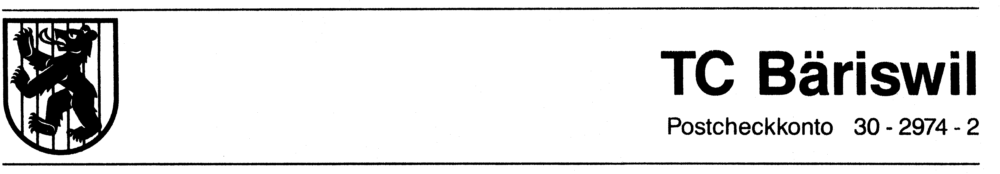 TC Bäriswil
Postcheckkonto 30 - 2974 - 2